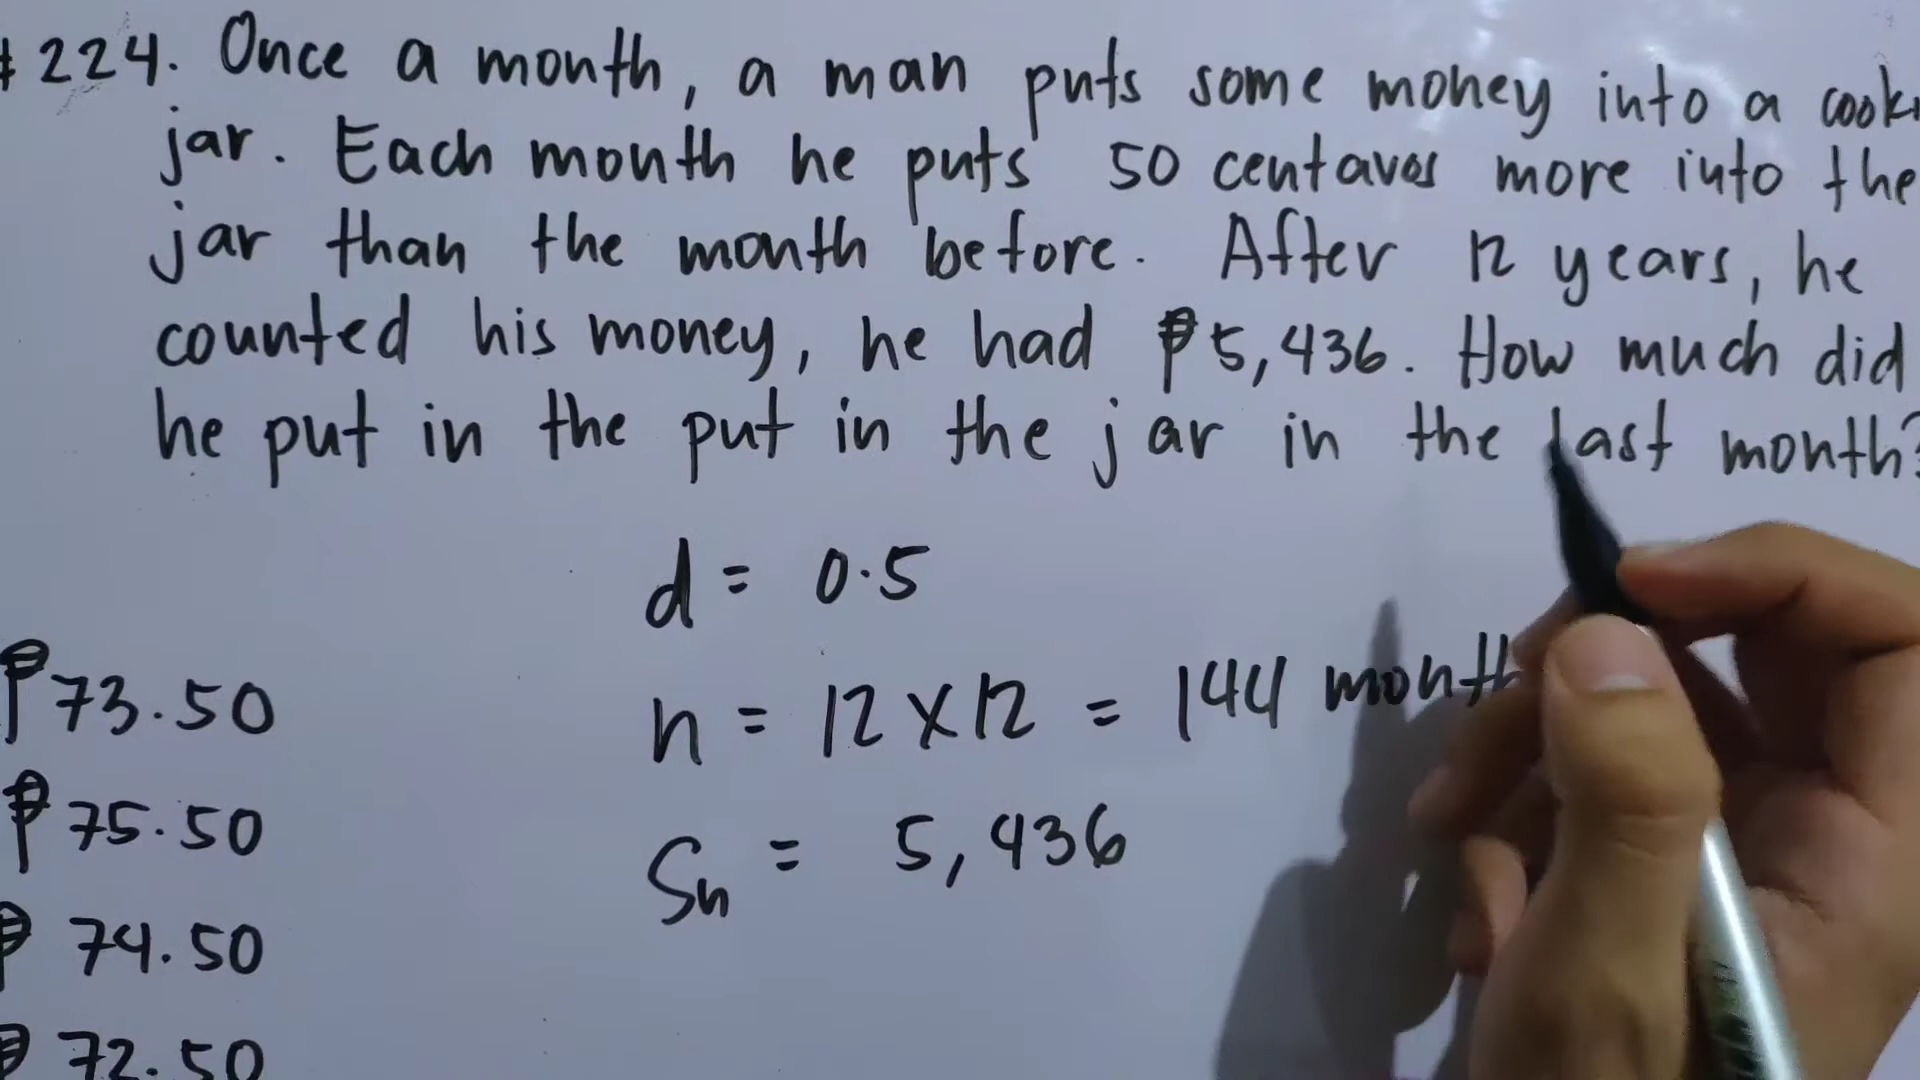 #224. Once a month, a man puts some money into a
jar. Each month he puts 50 centavos more into the
jar than the month before. After 12 years, he
counted his money, he had ₱5,436. How much did
he put in the put in the jar in the last month?
d = 0.5
₱73.50
n = 12 x 12 = 144
₱75.50
Sn = 5,436
₱74.50
₱72.50